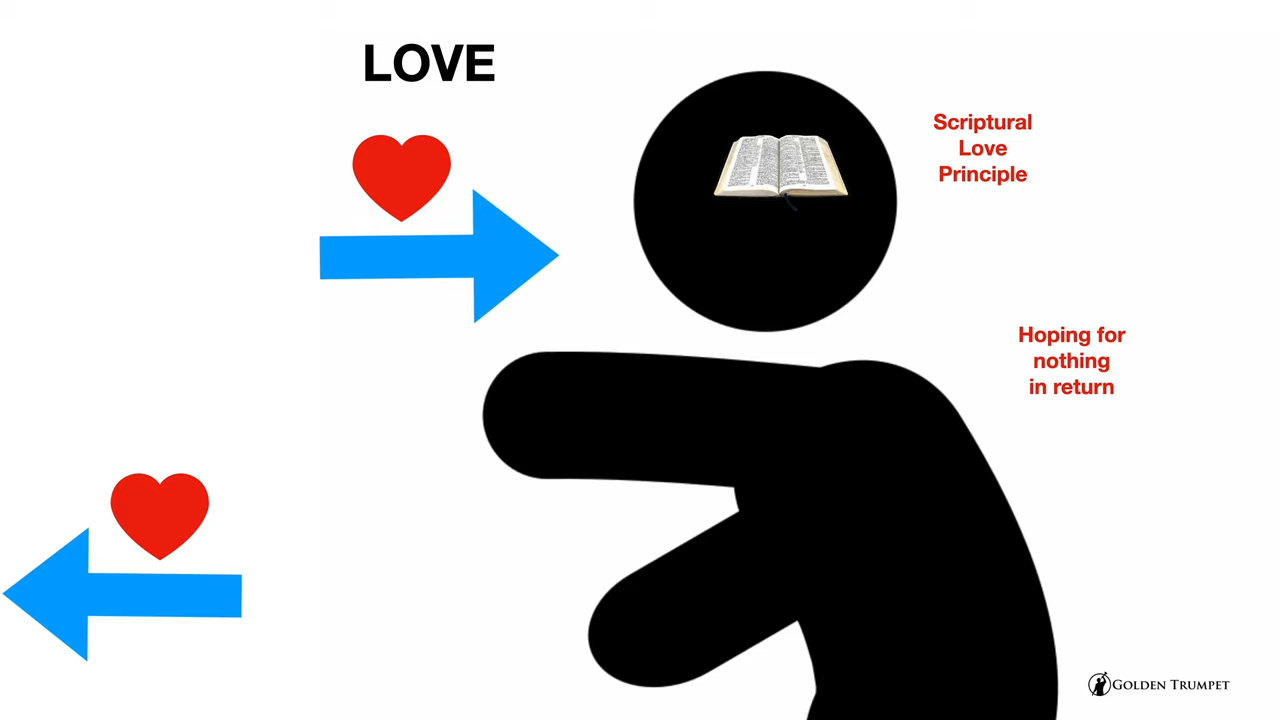 LOVE
Scriptural
Love
Principle
Hoping for
nothing
in return
GOLDEN TRUMPET